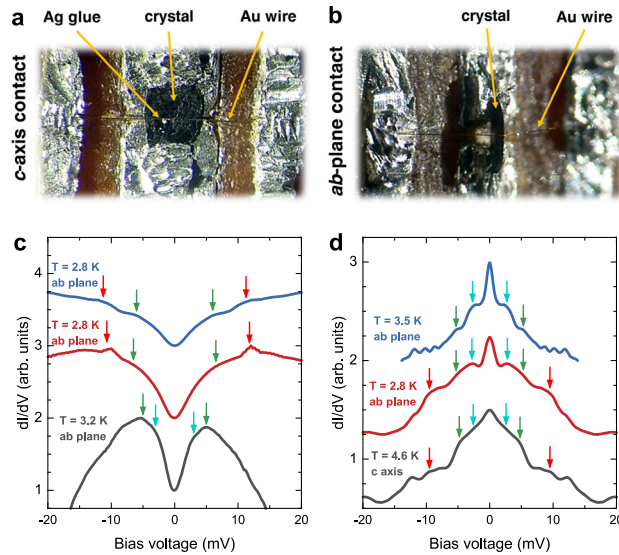 a
Ag glue
crystal
Au wire
c-axis contact
b
crystal
Au wire
ab-plane contact
c
4
3
2
1
T = 2.8 K
ab plane
T = 2.8 K
ab plane
T = 3.2 K
ab plane
dI/dV (arb. units)
-20
-10
0
10
20
Bias voltage (mV)
d
3
2
1
T = 3.5 K
ab plane
T = 2.8 K
ab plane
T = 4.6 K
c axis
dI/dV (arb. units)
-20
-10
0
10
20
Bias voltage (mV)